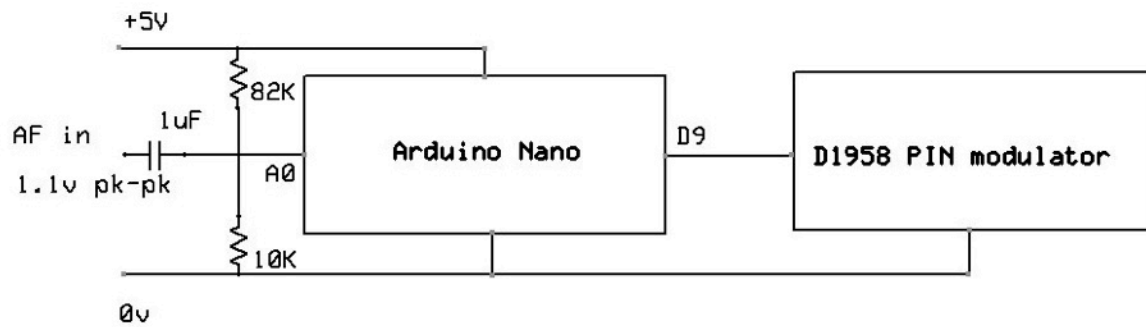 +5V
82K
1uF
AF in
1.1v pk-pk
A0
Arduino Nano
D9
D1958 PIN modulator
10K
0v